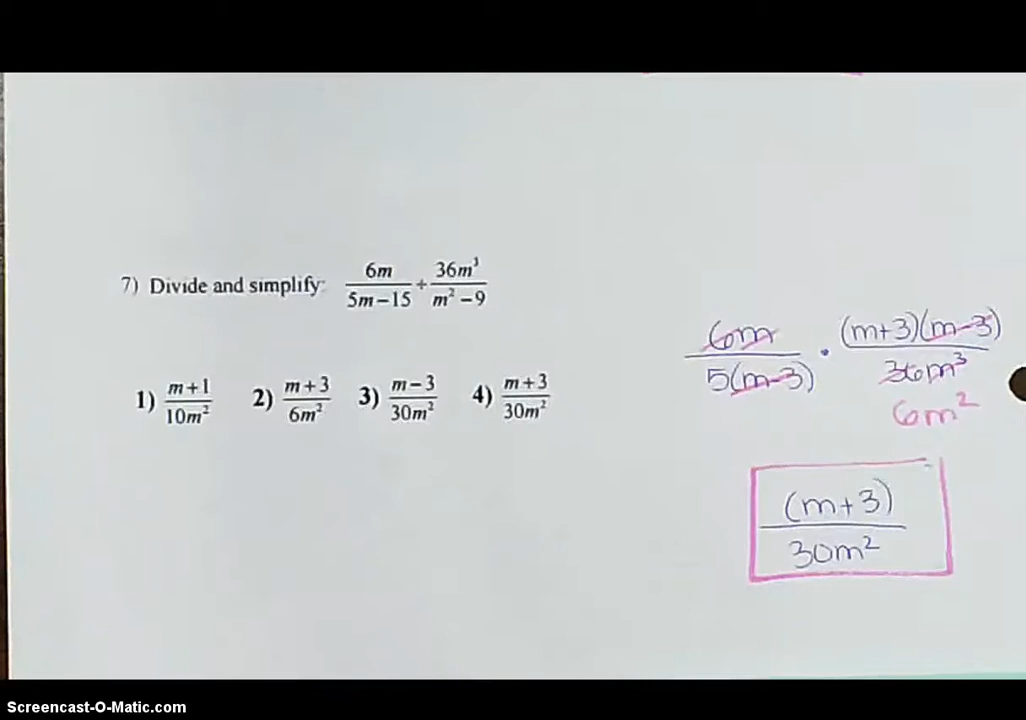 7) Divide and simplify: 6m/(5m−15) ÷ 36m³/(m²−9)
1) (m+1)/10m² 2) (m+3)/6m² 3) (m−3)/30m² 4) (m+3)/30m²
6m/5(m-3) · (m+3)(m-3)/36m³
6m²
(m+3)/30m²
Screencast-O-Matic.com